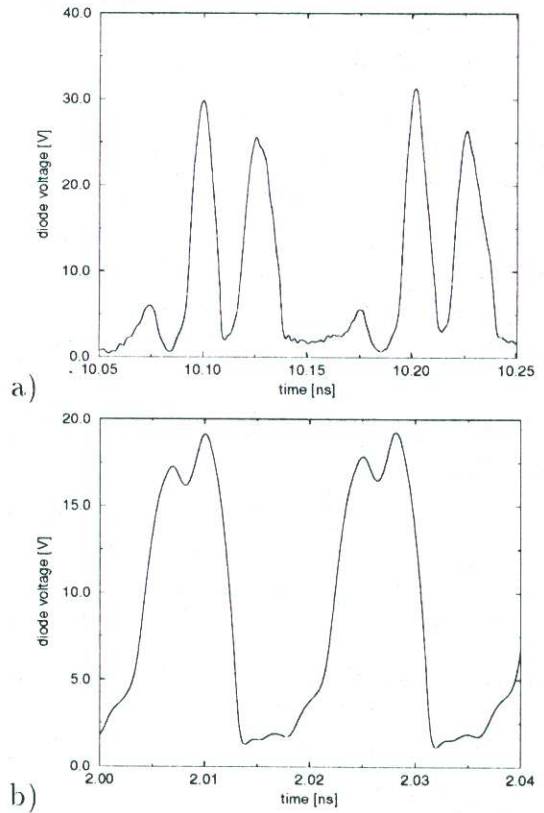 40.0
30.0
20.0
10.0
0.0
diode voltage [V]
10.05 10.10 10.15 10.20 10.25
time [ns]
a)
20.0
15.0
10.0
5.0
0.0
diode voltage [V]
2.00 2.01 2.02 2.03 2.04
time [ns]
b)